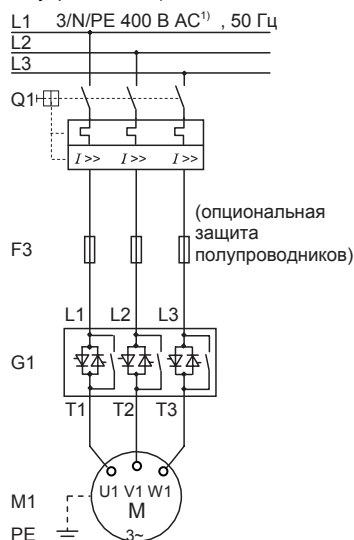 L1 3/N/PE 400 В AC1) , 50 Гц
L2
L3
Q1
I >> I >> I >>
(опциональная
защита
полупроводников)
F3
L1 L2 L3
G1
T1 T2 T3
U1 V1 W1
M1
M
PE
3~